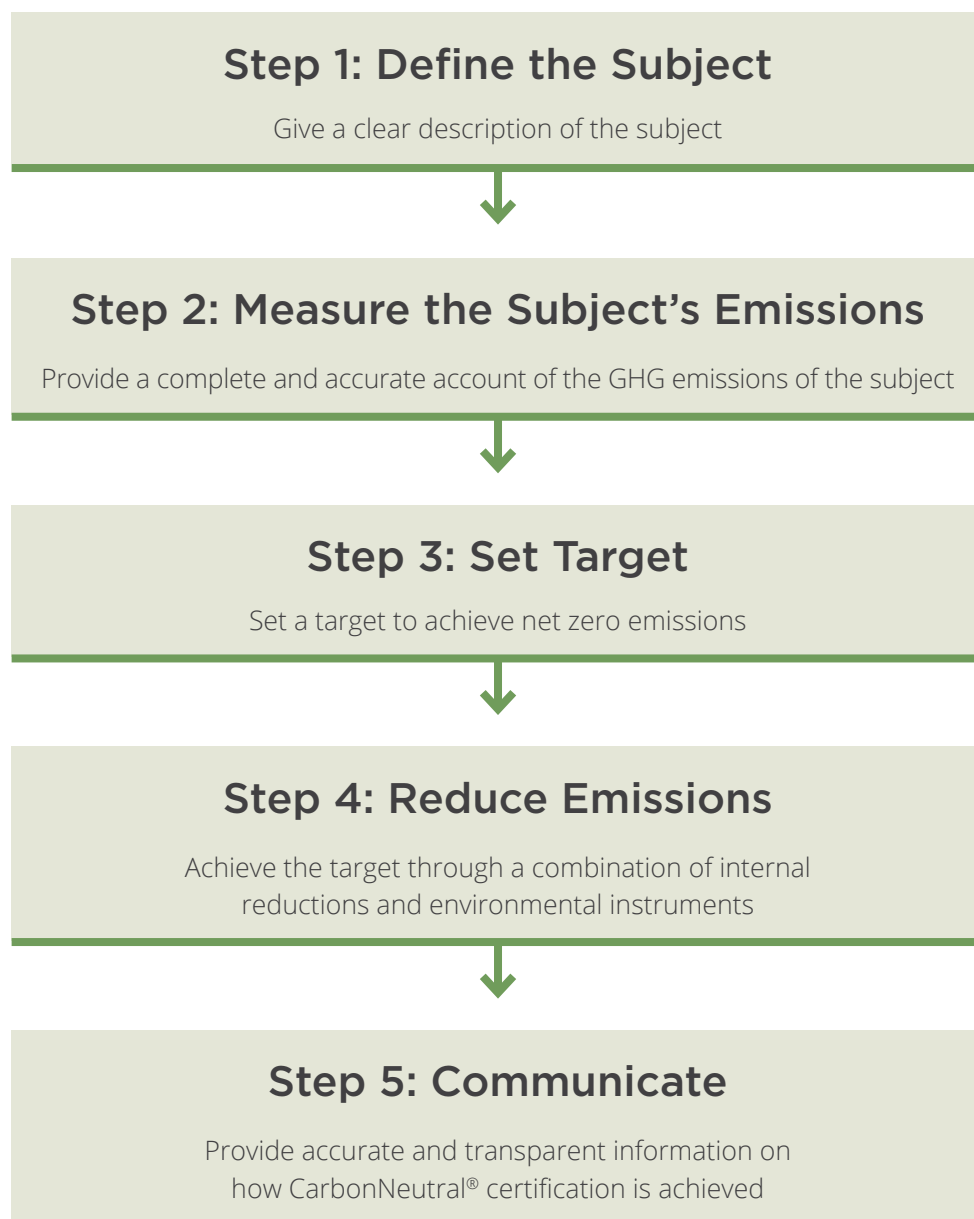 Step 1: Define the Subject
Give a clear description of the subject
Step 2: Measure the Subject’s Emissions
Provide a complete and accurate account of the GHG emissions of the subject
Step 3: Set Target
Set a target to achieve net zero emissions
Step 4: Reduce Emissions
Achieve the target through a combination of internal
reductions and environmental instruments
Step 5: Communicate
Provide accurate and transparent information on
how CarbonNeutral® certification is achieved